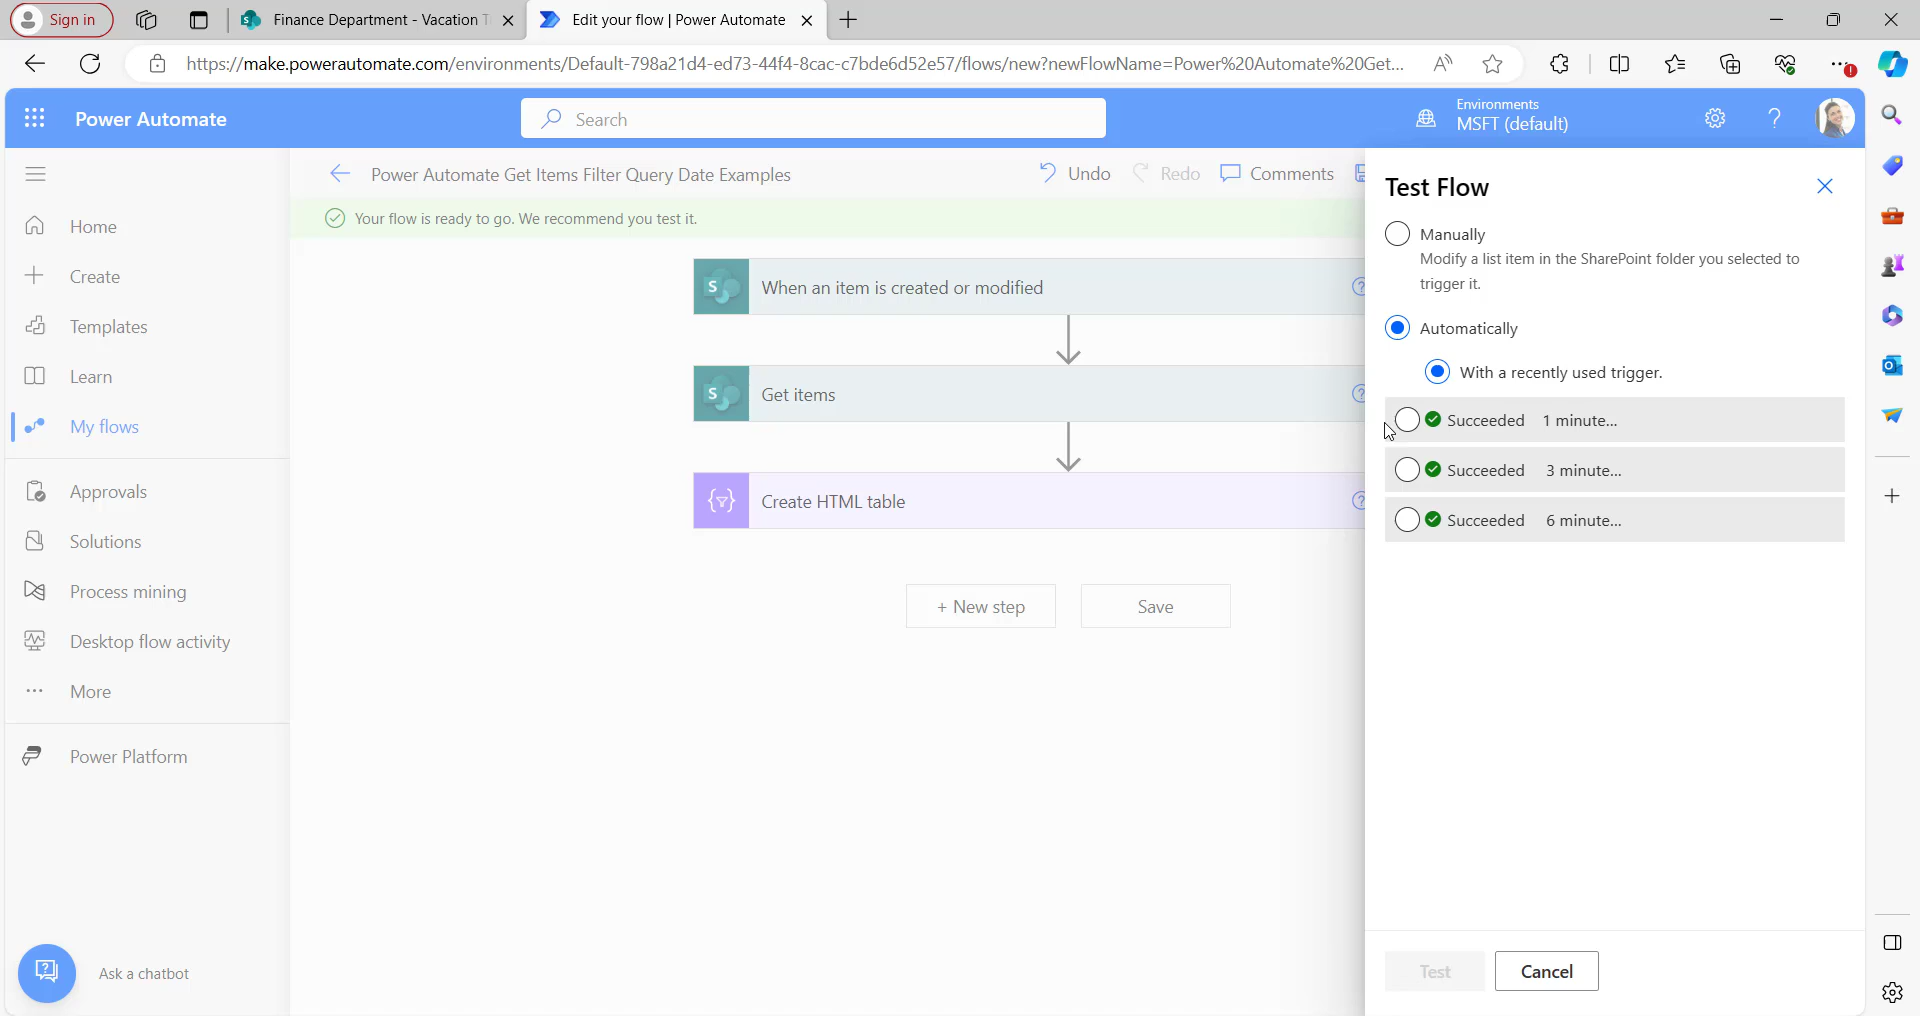 Sign in
Finance Department - Vacation T
Edit your flow | Power Automate
https://make.powerautomate.com/environments/Default-798a21d4-ed73-44f4-8cac-c7bde6d52e57/flows/new?newFlowName=Power%20Automate%20Get...
Power Automate
Search
Environments
MSFT (default)
Power Automate Get Items Filter Query Date Examples
Undo
Redo
Comments
Your flow is ready to go. We recommend you test it.
Home
Create
Templates
Learn
My flows
Approvals
Solutions
Process mining
Desktop flow activity
More
Power Platform
Ask a chatbot
When an item is created or modified
Get items
Create HTML table
+ New step
Save
Test Flow
Manually
Modify a list item in the SharePoint folder you selected to
trigger it.
Automatically
With a recently used trigger.
Succeeded 1 minute...
Succeeded 3 minute...
Succeeded 6 minute...
Test
Cancel